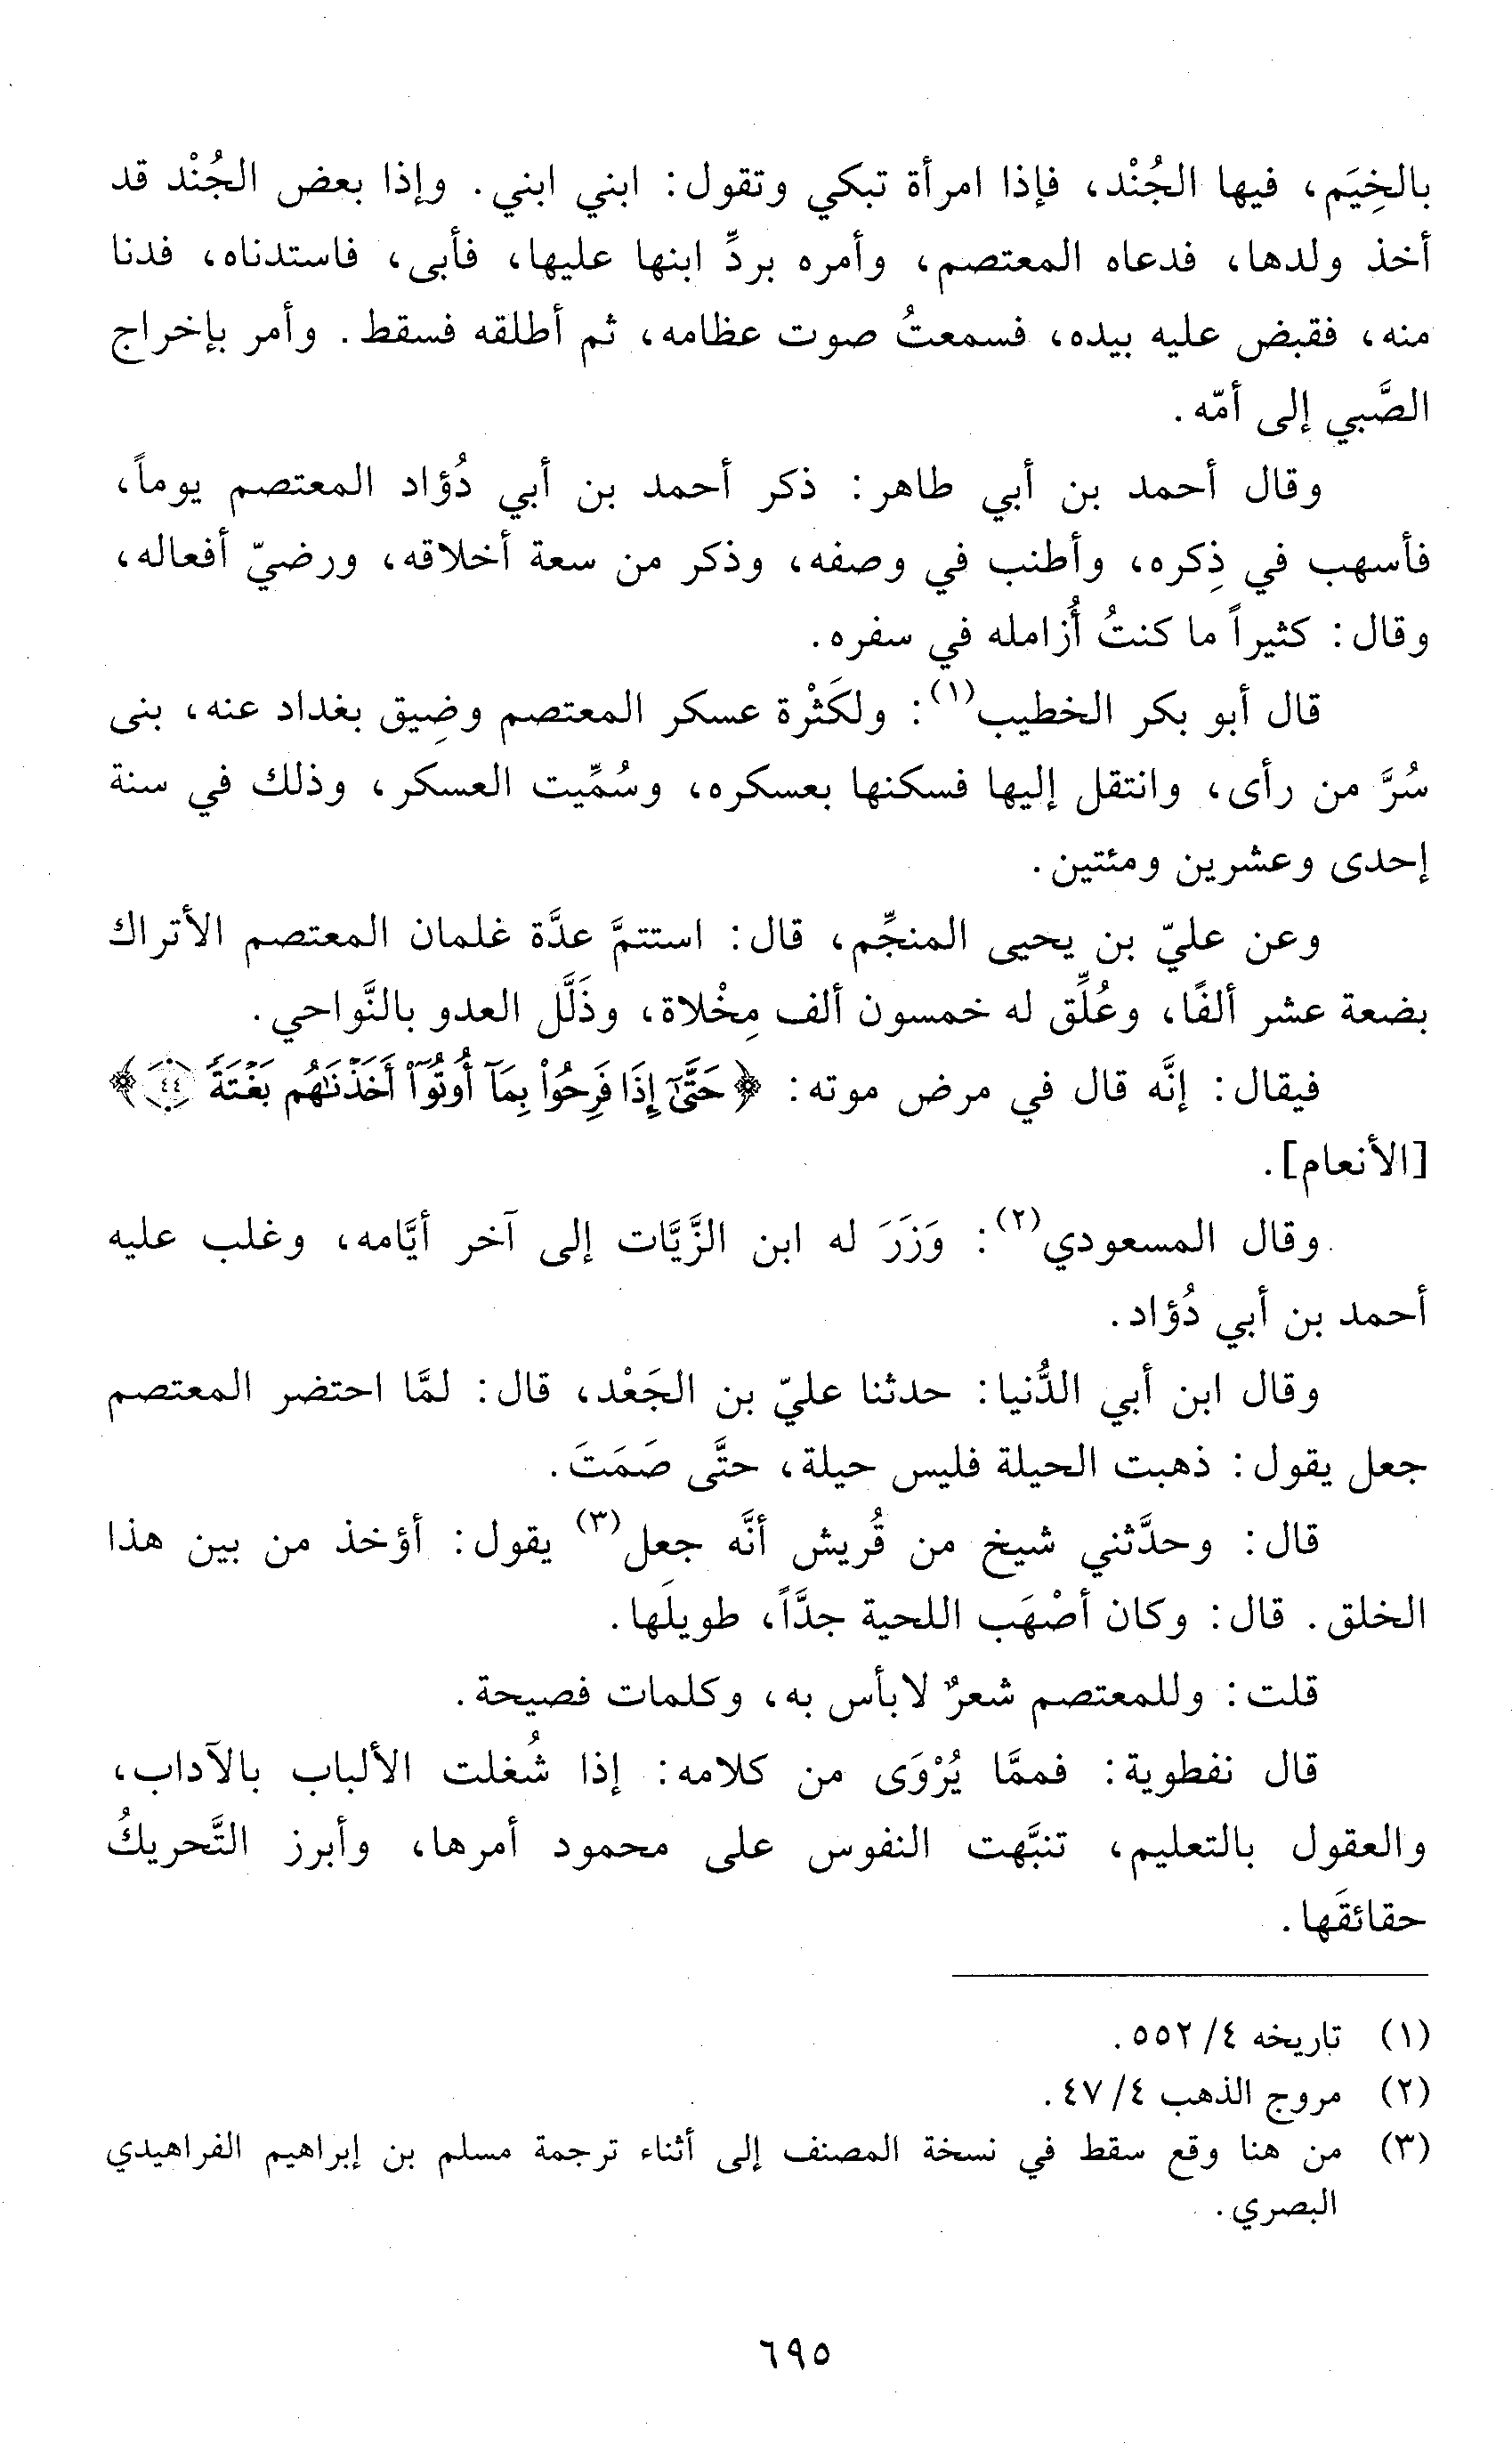 بالخِيَم، فيها الجُنْد، فإذا امرأة تبكي وتقول: ابني ابني. وإذا بعض الجُنْد قد
أخذ ولدها، فدعاه المعتصم، وأمره بردِّ ابنها عليها، فأبى، فاستدناه، فدنا
منه، فقبض عليه بيده، فسمعتُ صوت عظامه، ثم أطلقه فسقط. وأمر بإخراج
الصَّبي إلى أمّه.
وقال أحمد بن أبي طاهر: ذكر أحمد بن أبي دُؤاد المعتصم يوماً،
فأسهب في ذِكره، وأطنب في وصفه، وذكر من سعة أخلاقه، ورضيّ أفعاله،
وقال: كثيراً ما كنتُ أُزامله في سفره.
قال أبو بكر الخطيب(١): ولكَثْرة عسكر المعتصم وضِيق بغداد عنه، بنى
سُرَّ من رأى، وانتقل إليها فسكنها بعسكره، وسُمِّيت العسكر، وذلك في سنة
إحدى وعشرين ومئتين.
وعن عليّ بن يحيى المنجِّم، قال: استتمَّ عدَّة غلمان المعتصم الأتراك
بضعة عشر ألفًا، وعُلِّق له خمسون ألف مِخْلاة، وذَلَّل العدو بالنَّواحي.
فيقال: إنَّه قال في مرض موته: ﴿حَتَّىٰٓ إِذَا فَرِحُوا۟ بِمَآ أُوتُوٓا۟ أَخَذْنَٰهُم بَغْتَةً ٤٤﴾
[الأنعام].
وقال المسعودي(٢): وَزَرَ له ابن الزَّيَّات إلى آخر أيَّامه، وغلب عليه
أحمد بن أبي دُؤاد.
وقال ابن أبي الدُّنيا: حدثنا عليّ بن الجَعْد، قال: لمَّا احتضر المعتصم
جعل يقول: ذهبت الحيلة فليس حيلة، حتَّى صَمَتَ.
قال: وحدَّثني شيخ من قُريش أنَّه جعل(٣) يقول: أؤخذ من بين هذا
الخلق. قال: وكان أصْهَب اللحية جدَّاً، طويلَها.
قلت: وللمعتصم شعرٌ لابأس به، وكلمات فصيحة.
قال نفطوية: فممَّا يُرْوَى من كلامه: إذا شُغلت الألباب بالآداب،
والعقول بالتعليم، تنبَّهت النفوس على محمود أمرها، وأبرز التَّحريكُ
حقائقَها.
(١) تاريخه ٤/ ٥٥٢.
(٢) مروج الذهب ٤/ ٤٧.
(٣) من هنا وقع سقط في نسخة المصنف إلى أثناء ترجمة مسلم بن إبراهيم الفراهيدي
البصري.
٦٩٥